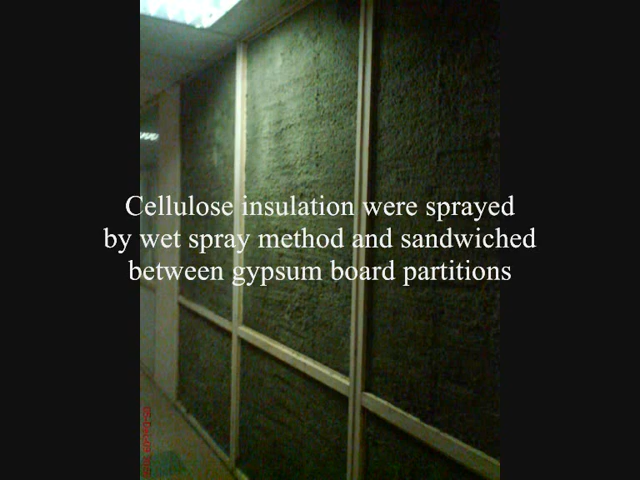 Cellulose insulation were sprayed
by wet spray method and sandwiched
between gypsum board partitions